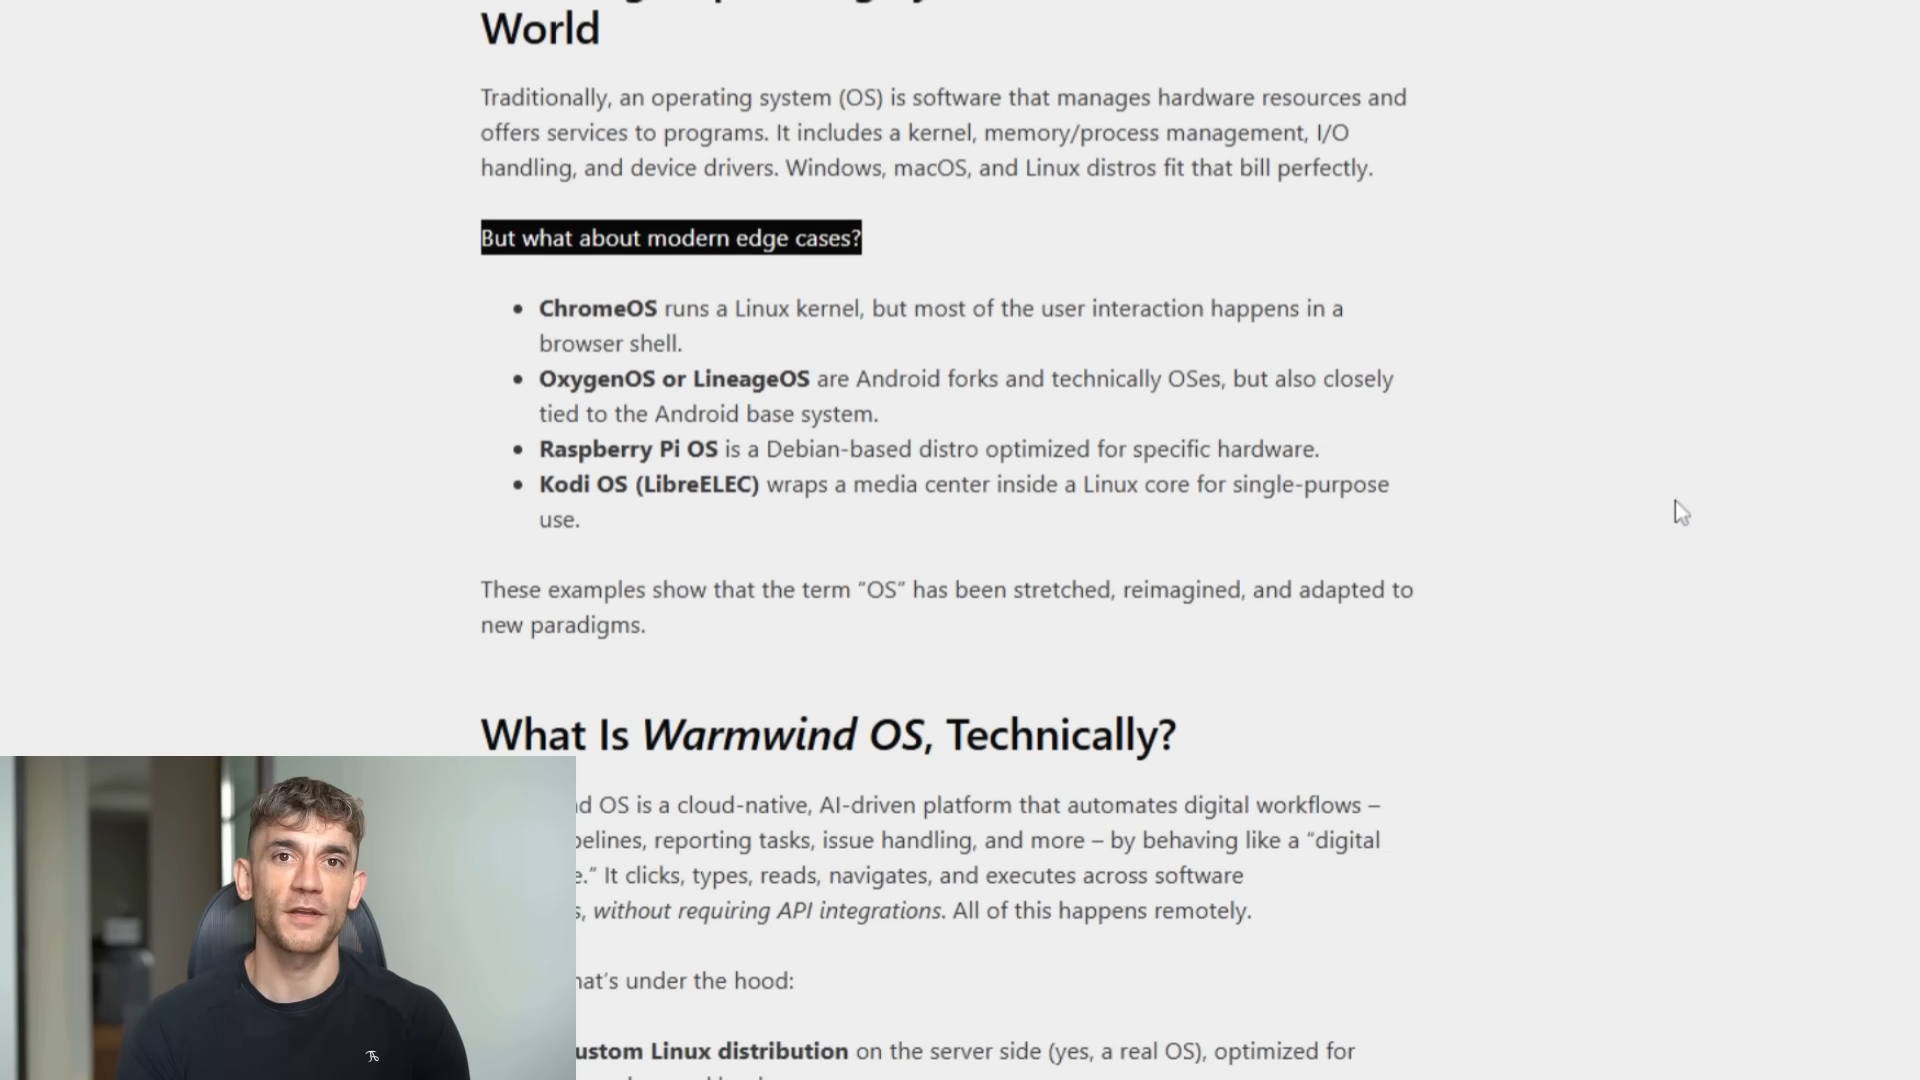 World
Traditionally, an operating system (OS) is software that manages hardware resources and
offers services to programs. It includes a kernel, memory/process management, I/O
handling, and device drivers. Windows, macOS, and Linux distros fit that bill perfectly.
But what about modern edge cases?
• ChromeOS runs a Linux kernel, but most of the user interaction happens in a
browser shell.
• OxygenOS or LineageOS are Android forks and technically OSes, but also closely
tied to the Android base system.
• Raspberry Pi OS is a Debian-based distro optimized for specific hardware.
• Kodi OS (LibreELEC) wraps a media center inside a Linux core for single-purpose
use.
These examples show that the term “OS” has been stretched, reimagined, and adapted to
new paradigms.
What Is Warmwind OS, Technically?
OS is a cloud-native, AI-driven platform that automates digital workflows –
reporting tasks, issue handling, and more – by behaving like a “digital
It clicks, types, reads, navigates, and executes across software
without requiring API integrations. All of this happens remotely.
under the hood:
Linux distribution on the server side (yes, a real OS), optimized for